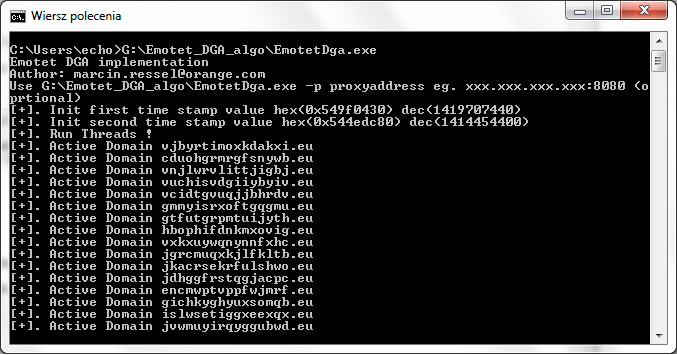 Wiersz polecenia
C:\Users\echo>G:\Emotet_DGA_algo\EmotetDga.exe
Emotet DGA implementation
Author: marcin.ressel@orange.com
Use G:\Emotet_DGA_algo\EmotetDga.exe -p proxyaddress eg. xxx.xxx.xxx.xxx:8080 (o
prtional)
[+]. Init first time stamp value hex(0x549f0430) dec(1419707440)
[+]. Init second time stamp value hex(0x544edc80) dec(1414454400)
[+]. Run Threads !
[+]. Active Domain vjbyrtimoxkdakxi.eu
[+]. Active Domain cduohgrmrgfsnywb.eu
[+]. Active Domain vnjlwrvlittjigbj.eu
[+]. Active Domain vuchisvdgiiybyiv.eu
[+]. Active Domain vcidtgvuqjjbhrdv.eu
[+]. Active Domain gmmyisrxoftgqgmu.eu
[+]. Active Domain gtfutgrpmtuijyth.eu
[+]. Active Domain hbophifdnkmxovig.eu
[+]. Active Domain vxkxuywqnynnfxhc.eu
[+]. Active Domain jgrcmuqxkjlfkltb.eu
[+]. Active Domain jkacrsekrfulshwo.eu
[+]. Active Domain jdhggfrstqgjacpc.eu
[+]. Active Domain encmwptvppfwjmrf.eu
[+]. Active Domain gichkyghyuxsomqb.eu
[+]. Active Domain islwsetiggxeexqx.eu
[+]. Active Domain jvwmuyirqyggubwd.eu